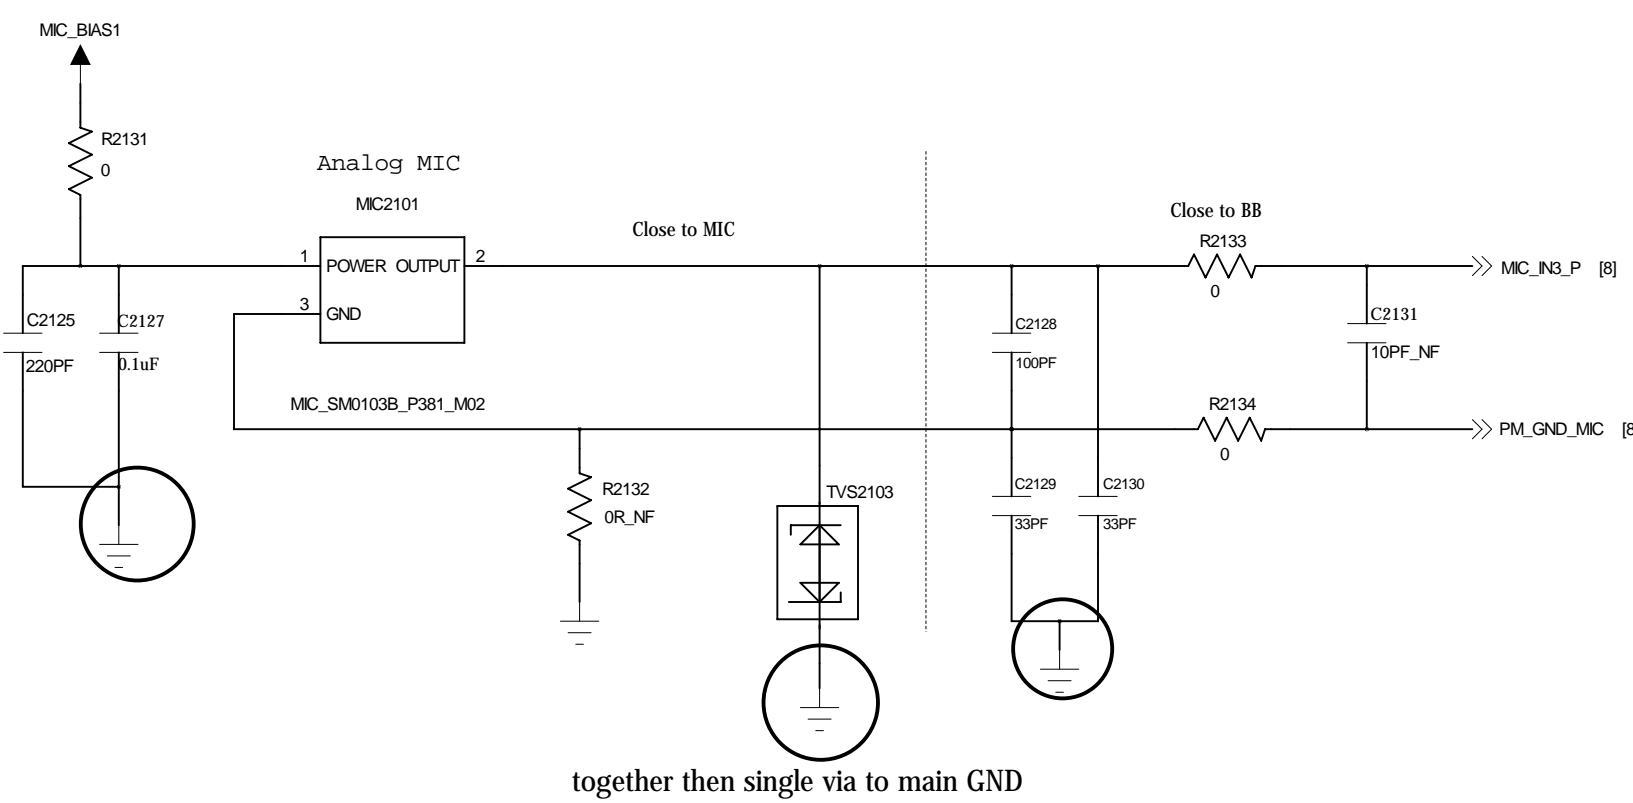 MIC_BIAS1
R2131
0
Analog MIC
MIC2101
Close to MIC
Close to BB
R2133
0
1
POWER OUTPUT
2
3
GND
MIC_IN3_P [8]
C2125
220PF
C2127
0.1uF
C2128
100PF
C2131
10PF_NF
MIC_SM0103B_P381_M02
R2134
0
PM_GND_MIC [8
R2132
0R_NF
TVS2103
C2129
33PF
C2130
33PF
together then single via to main GND